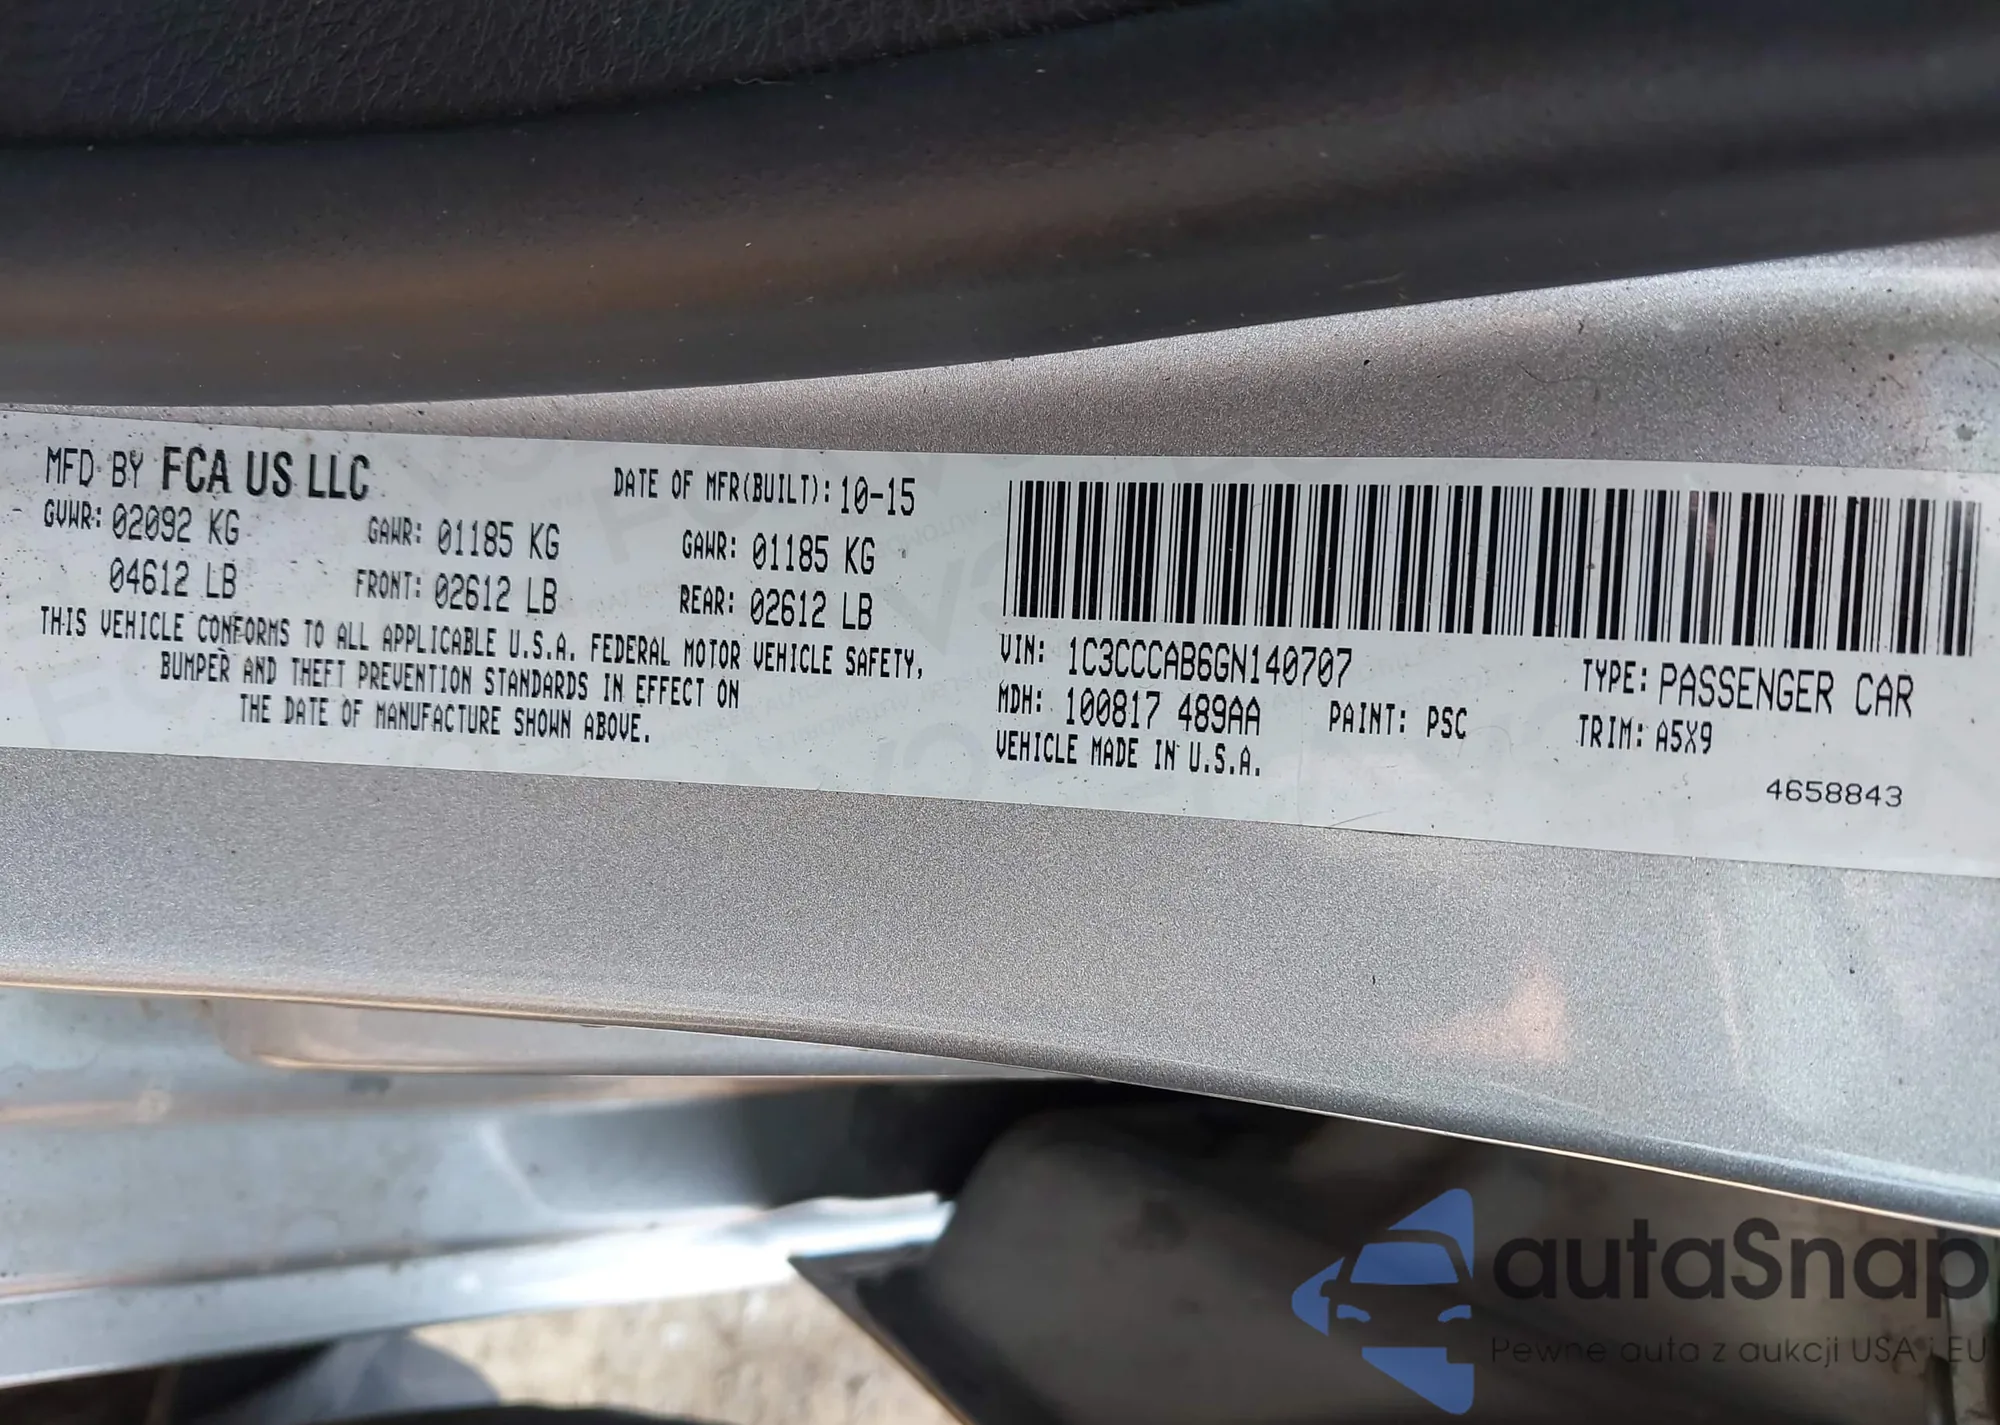 MFD BY FCA US LLC
DATE OF MFR(BUILT): 10-15
GVWR: 02092 KG
04612 LB
GAWR: 01185 KG
FRONT: 02612 LB
GAWR: 01185 KG
REAR: 02612 LB
THIS VEHICLE CONFORMS TO ALL APPLICABLE U.S.A. FEDERAL MOTOR VEHICLE SAFETY,
BUMPER AND THEFT PREVENTION STANDARDS IN EFFECT ON
THE DATE OF MANUFACTURE SHOWN ABOVE.
VIN: 1C3CCCAB6GN140707
TYPE: PASSENGER CAR
MDH: 100817 489AA
PAINT: PSC
TRIM: A5X9
VEHICLE MADE IN U.S.A.
4658843
autaSnap
Pewne auta z aukcji USA i EU